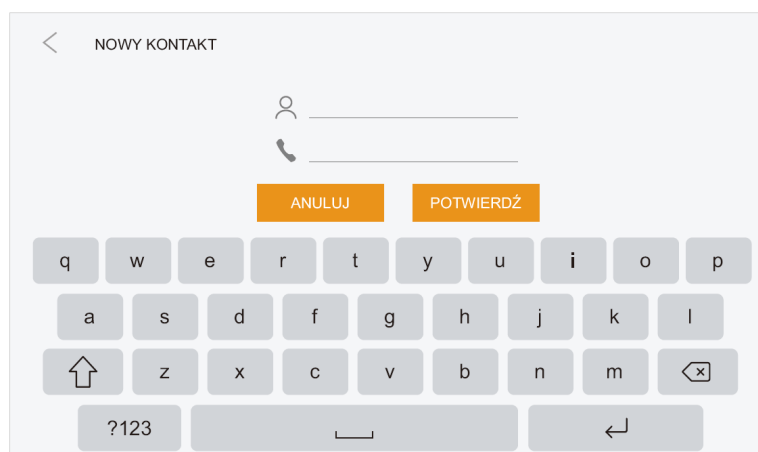 NOWY KONTAKT
ANULUJ POTWIERDŹ
q w e r t y u i o p
a s d f g h j k l
z x c v b n m
?123